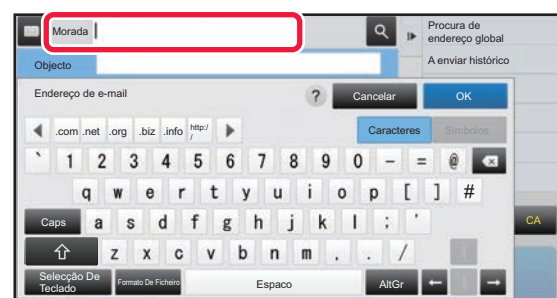 Morada
Procura de
endereço global
Objecto
A enviar histórico
Endereço de e-mail
? Cancelar OK
.com .net .org .biz .info http:/
/
Caracteres Símbolos
` 1 2 3 4 5 6 7 8 9 0 - = @
q w e r t y u i o p [ ] #
Caps a s d f g h j k l ; '
CA
z x c v b n m , . /
Selecção De
Teclado
Formato De Ficheiro Espaco AltGr